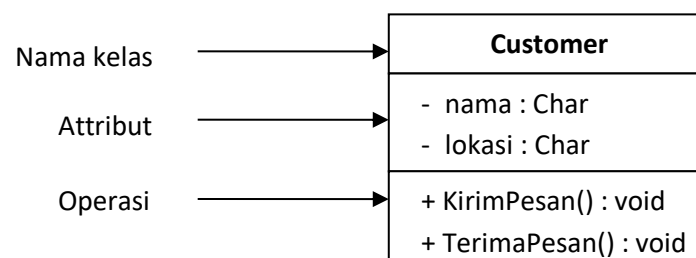 Nama kelas
Customer
Attribut
- nama : Char
- lokasi : Char
Operasi
+ KirimPesan() : void
+ TerimaPesan() : void